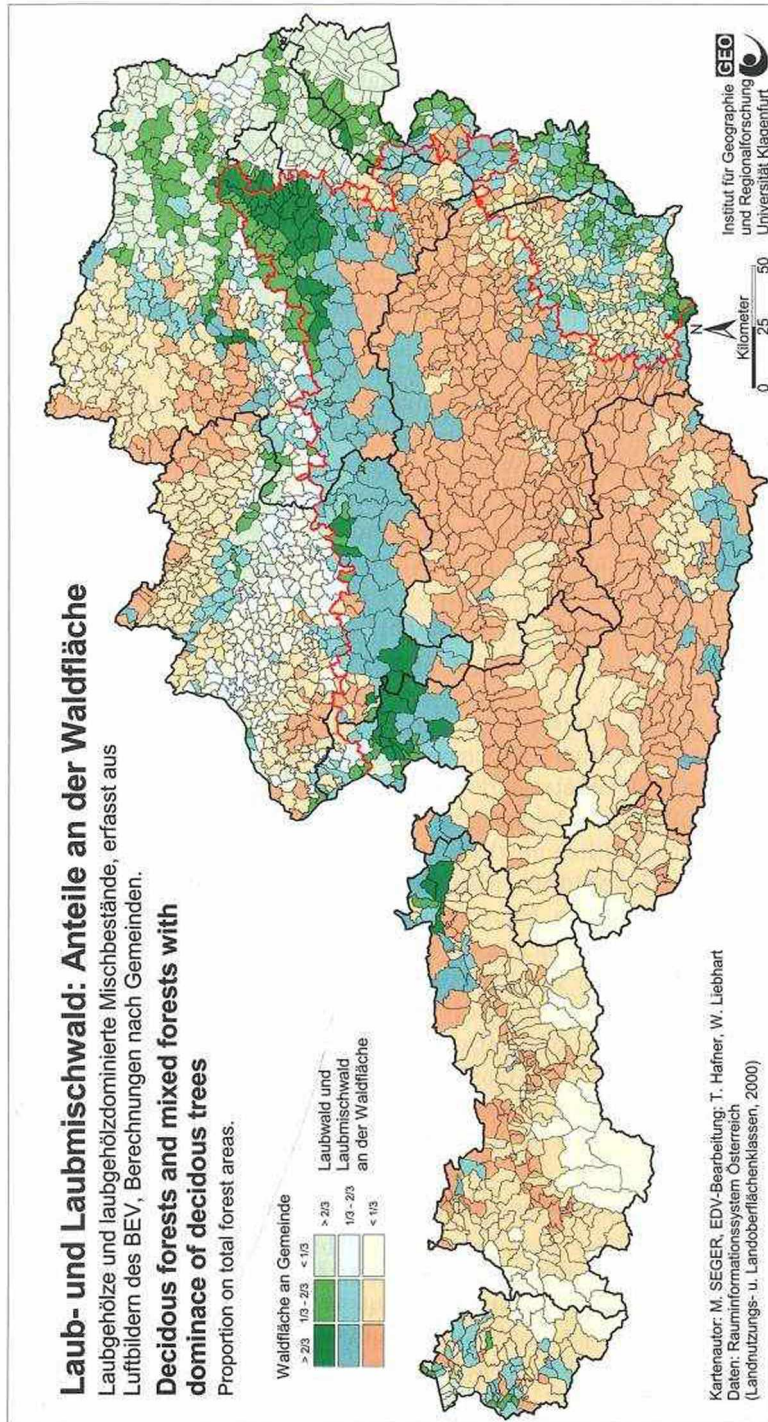 Laub- und Laubmischwald: Anteile an der Waldfläche
Laubgehölze und laubgehölzdominierte Mischbestände, erfasst aus
Luftbildern des BEV, Berechnungen nach Gemeinden.
Decidous forests and mixed forests with
dominace of decidous trees
Proportion on total forest areas.
Waldfläche an Gemeinde
> 2/3 1/3 - 2/3 < 1/3
Laubwald und
Laubmischwald
an der Waldfläche
> 2/3
1/3 - 2/3
< 1/3
Kartenautor: M. SEGER, EDV-Bearbeitung: T. Hafner, W. Liebhart
Daten: Rauminformationssystem Österreich
(Landnutzungs- u. Landoberflächenklassen, 2000)
N
Kilometer
0 25 50
GEO
Institut für Geographie
und Regionalforschung
Universität Klagenfurt